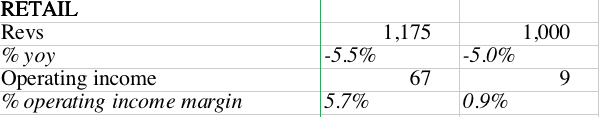 RETAIL
Revs 1,175 1,000
% yoy -5.5% -5.0%
Operating income 67 9
% operating income margin 5.7% 0.9%